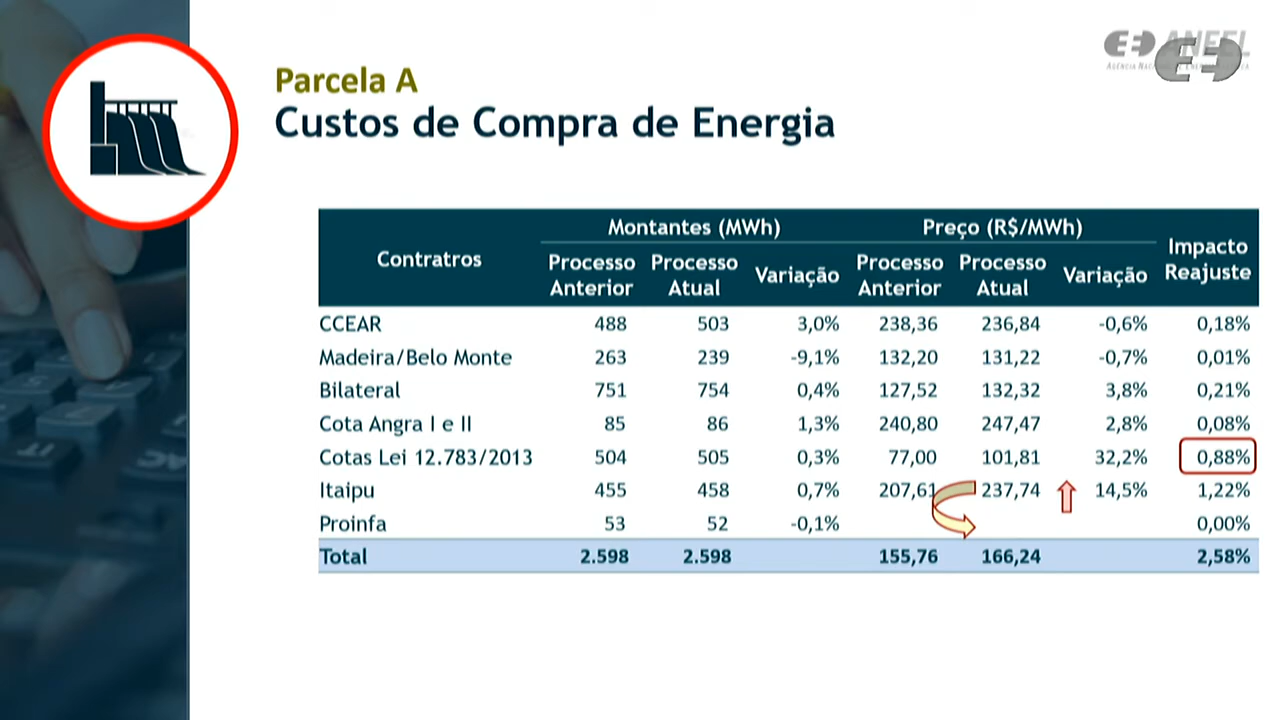 ANEEL
Parcela A
Custos de Compra de Energia
Contratros Montantes (MWh) Preço (R$/MWh) Impacto Reajuste
Processo Anterior Processo Atual Variação Processo Anterior Processo Atual Variação
CCEAR 488 503 3,0% 238,36 236,84 -0,6% 0,18%
Madeira/Belo Monte 263 239 -9,1% 132,20 131,22 -0,7% 0,01%
Bilateral 751 754 0,4% 127,52 132,32 3,8% 0,21%
Cota Angra I e II 85 86 1,3% 240,80 247,47 2,8% 0,08%
Cotas Lei 12.783/2013 504 505 0,3% 77,00 101,81 32,2% 0,88%
Itaipu 455 458 0,7% 207,61 237,74 14,5% 1,22%
Proinfa 53 52 -0,1% 0,00%
Total 2.598 2.598 155,76 166,24 2,58%